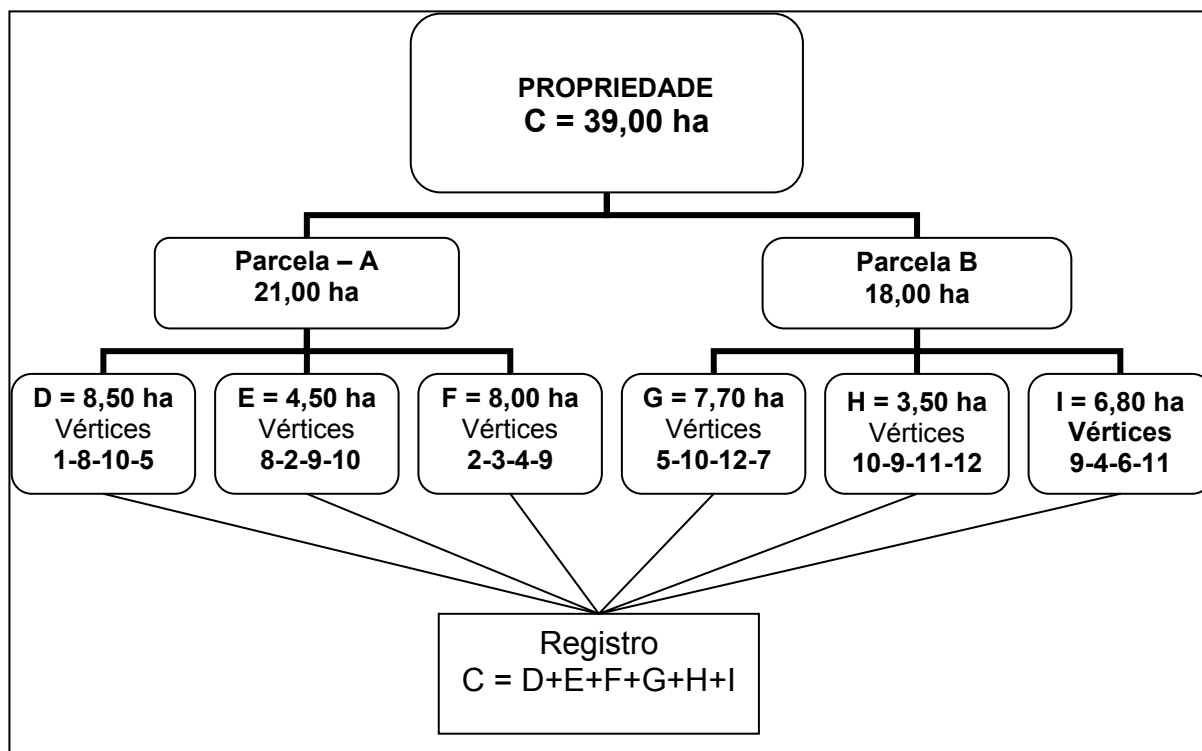 PROPRIEDADE
C = 39,00 ha
Parcela – A
21,00 ha
Parcela B
18,00 ha
D = 8,50 ha
Vértices
1-8-10-5
E = 4,50 ha
Vértices
8-2-9-10
F = 8,00 ha
Vértices
2-3-4-9
G = 7,70 ha
Vértices
5-10-12-7
H = 3,50 ha
Vértices
10-9-11-12
I = 6,80 ha
Vértices
9-4-6-11
Registro
C = D+E+F+G+H+I